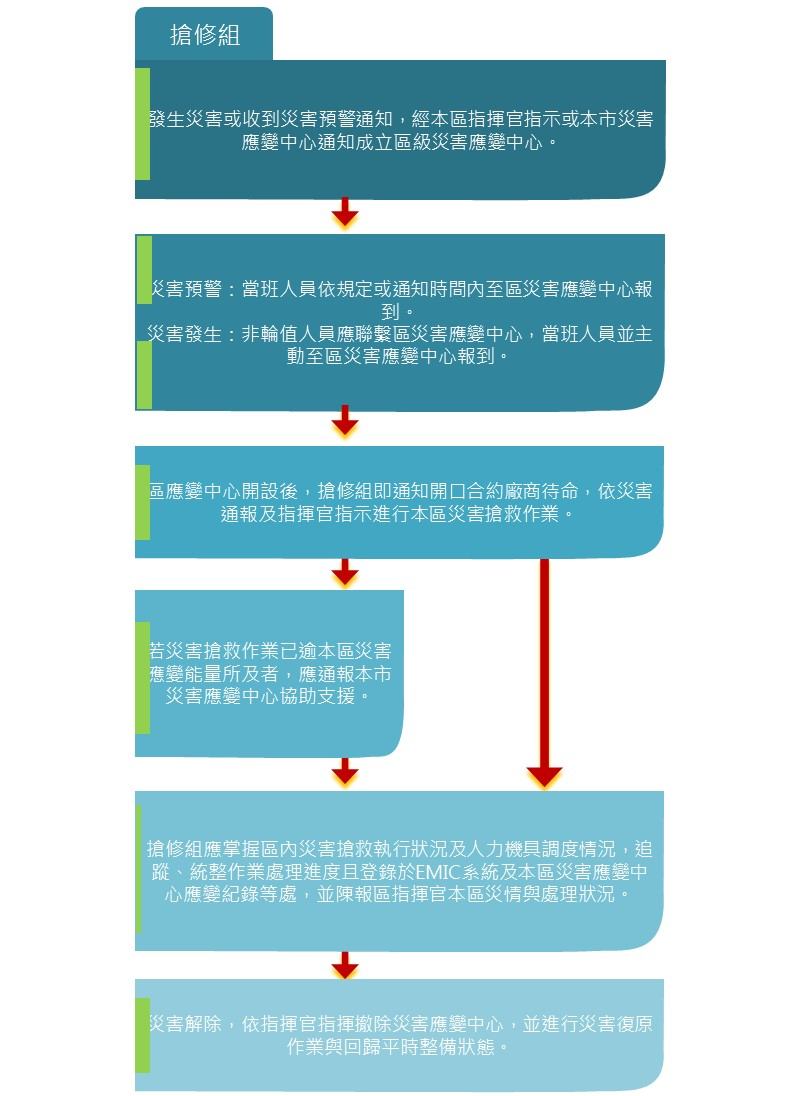 搶修組
發生災害或收到災害預警通知，經本區指揮官指示或本市災害
應變中心通知成立區級災害應變中心。
災害預警：當班人員依規定或通知時間內至區災害應變中心報
到。
災害發生：非輪值人員應聯繫區災害應變中心，當班人員並主
動至區災害應變中心報到。
區應變中心開設後，搶修組即通知開口合約廠商待命，依災害
通報及指揮官指示進行本區災害搶救作業。
若災害搶救作業已逾本區災害
應變能量所及者，應通報本市
災害應變中心協助支援。
搶修組應掌握區內災害搶救執行狀況及人力機具調度情況，追
蹤、統整作業處理進度且登錄於EMIC系統及本區災害應變中
心應變紀錄等處，並陳報區指揮官本區災情與處理狀況。
災害解除，依指揮官指揮撤除災害應變中心，並進行災害復原
作業與回歸平時整備狀態。